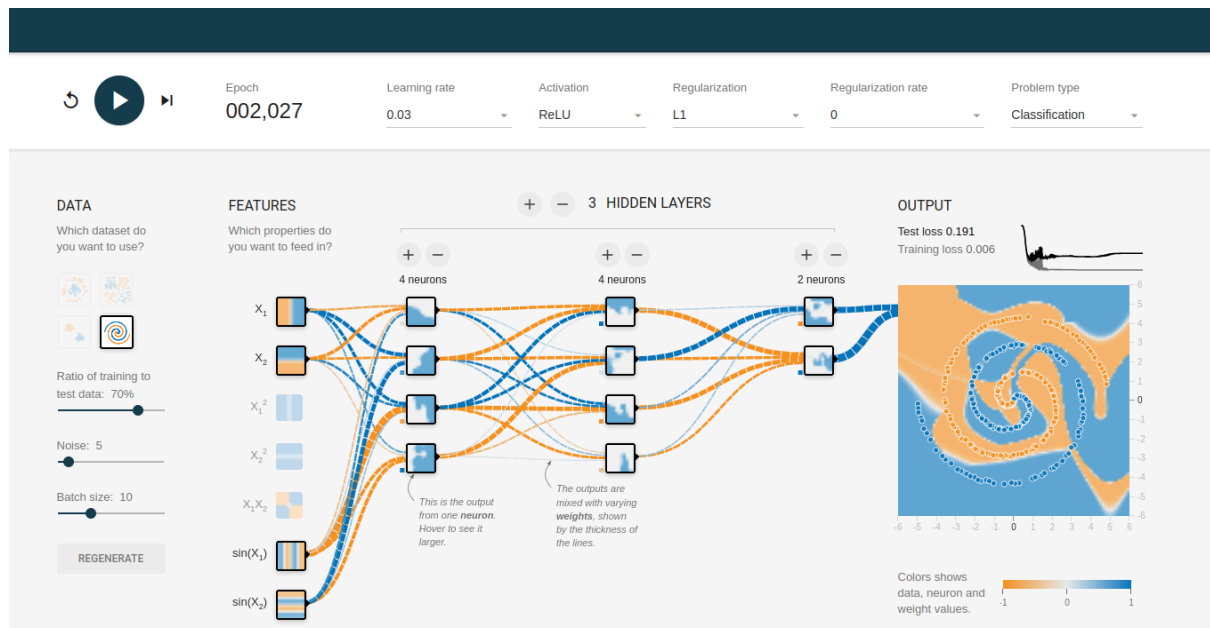 Epoch
002,027
Learning rate
0.03
Activation
ReLU
Regularization
L1
Regularization rate
0
Problem type
Classification
DATA
Which dataset do
you want to use?
Ratio of training to
test data: 70%
Noise: 5
Batch size: 10
REGENERATE
FEATURES
Which properties do
you want to feed in?
X1
X2
X1²
X2²
X1X2
sin(X1)
sin(X2)
+ − 3 HIDDEN LAYERS
+ −
4 neurons
+ −
4 neurons
+ −
2 neurons
This is the output
from one neuron.
Hover to see it
larger.
The outputs are
mixed with varying
weights, shown
by the thickness of
the lines.
OUTPUT
Test loss 0.191
Training loss 0.006
6
5
4
3
2
1
0
-1
-2
-3
-4
-5
-6
-6 -5 -4 -3 -2 -1 0 1 2 3 4 5 6
Colors shows
data, neuron and
weight values.
-1 0 1